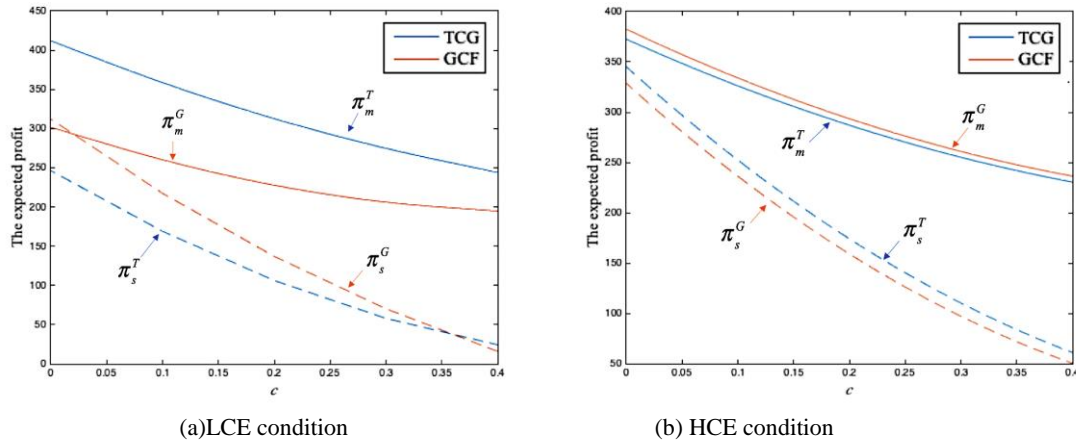 450
400
350
300
250
200
150
100
50
0
The expected profit
0
0.05
0.1
0.15
0.2
0.25
0.3
0.35
0.4
c
TCG
GCF
π_m^T
π_m^G
π_s^G
π_s^T
(a)LCE condition
400
350
300
250
200
150
100
50
The expected profit
0
0.05
0.1
0.15
0.2
0.25
0.3
0.35
0.4
c
TCG
GCF
π_m^G
π_m^T
π_s^T
π_s^G
(b) HCE condition